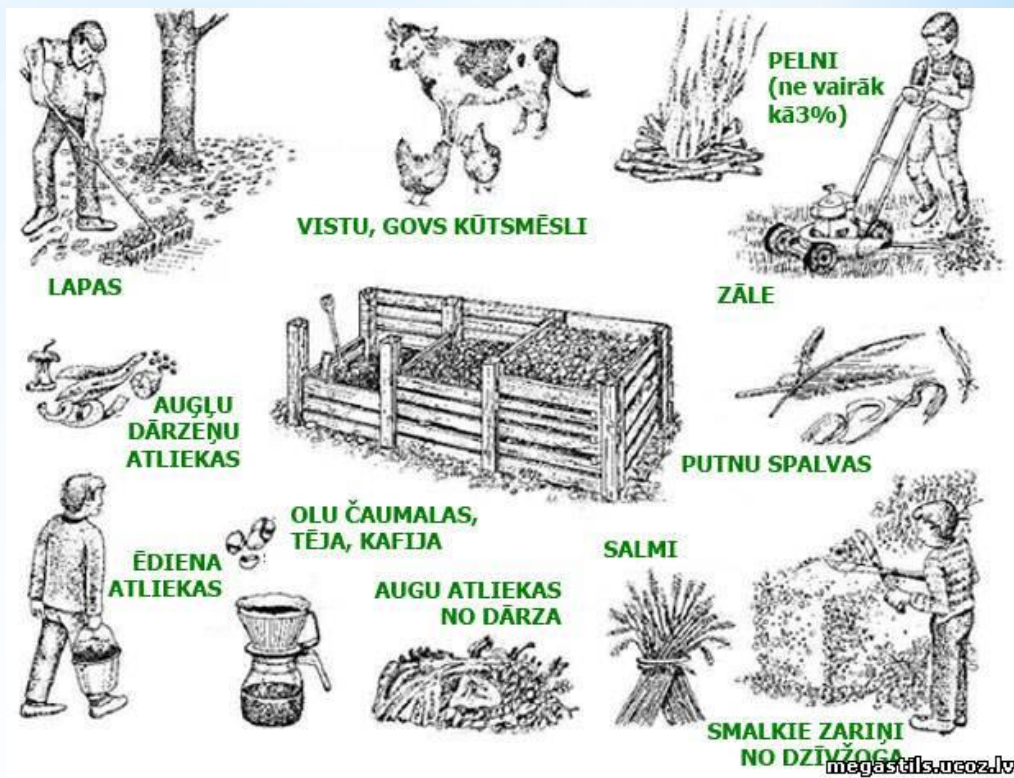 PELNI
(ne vairāk
kā3%)
VISTU, GOVS KŪTSMĒSLI
LAPAS
ZĀLE
AUGĻU
DĀRZEŅU
ATLIEKAS
PUTNU SPALVAS
OLU ČAUMALAS,
TĒJA, KAFIJA
SALMI
ĒDIENA
ATLIEKAS
AUGU ATLIEKAS
NO DĀRZA
SMALKIE ZARIŅI
NO DZĪVŽOGA
megastils.ucoz.lv